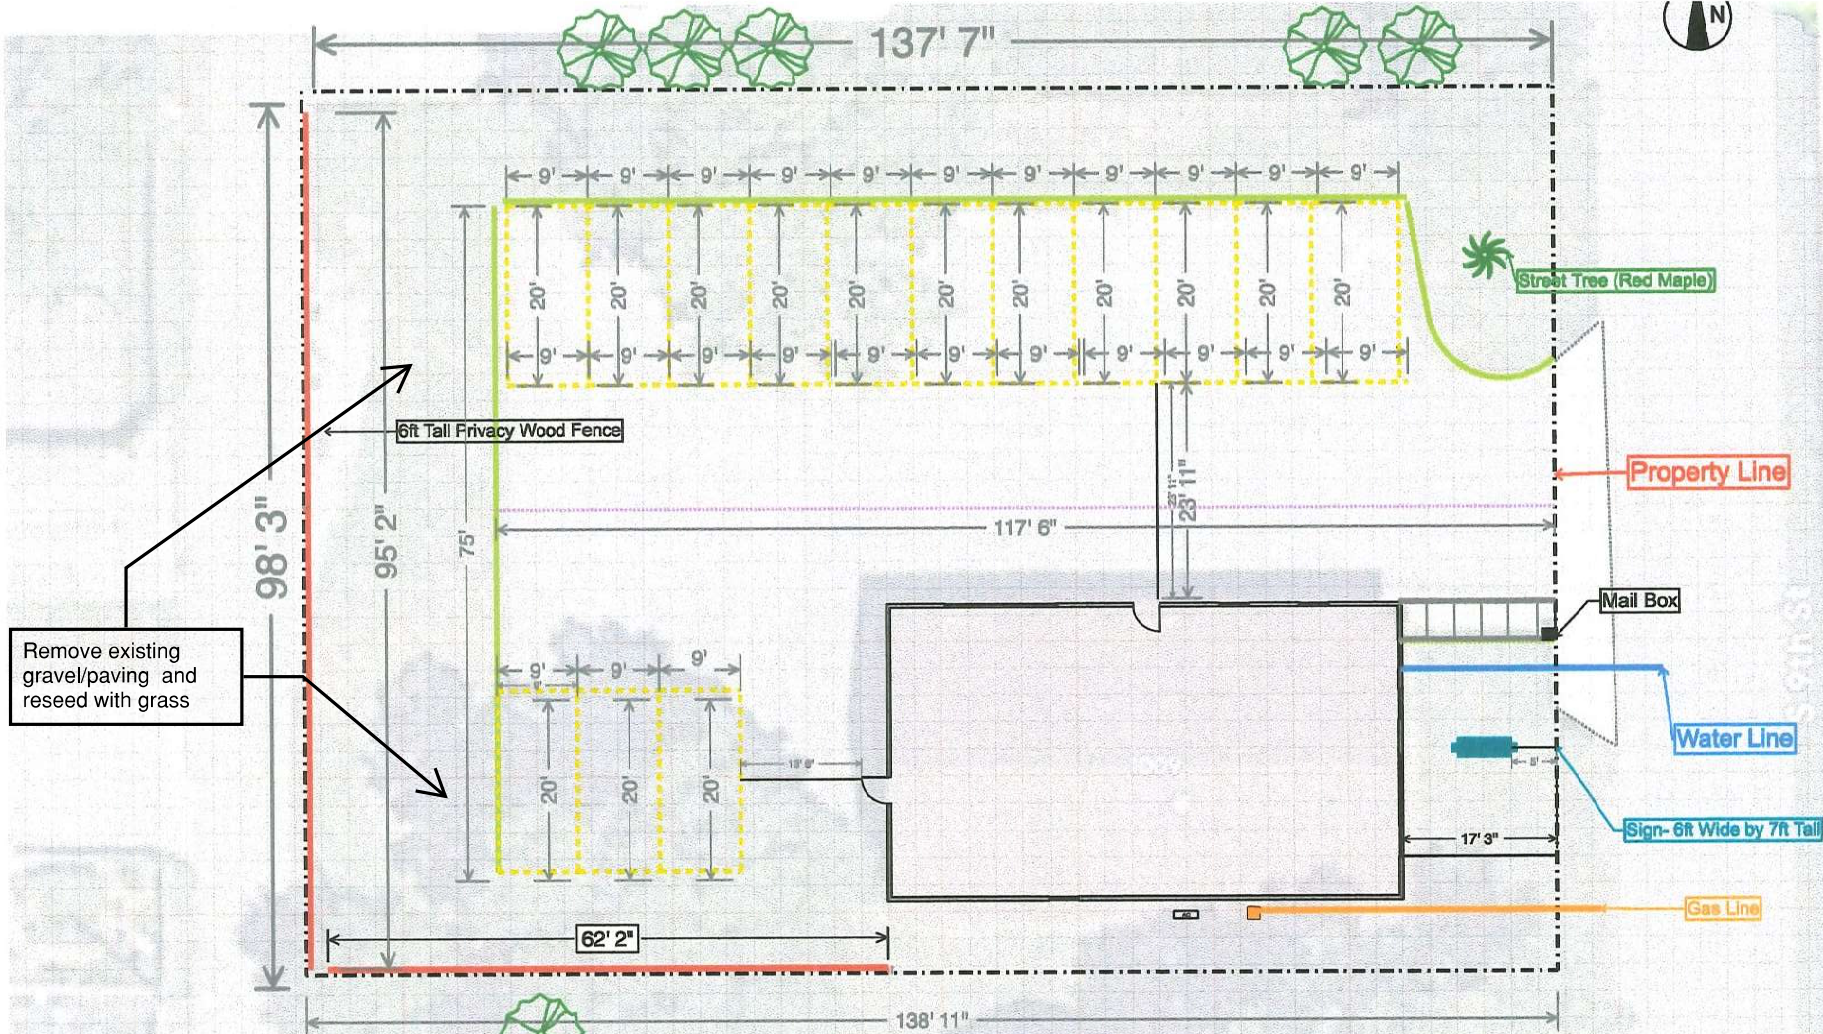 N
137' 7"
9' 9' 9' 9' 9' 9' 9' 9' 9' 9' 9'
20' 20' 20' 20' 20' 20' 20' 20' 20' 20' 20'
Street Tree (Red Maple)
9' 9' 9' 9' 9' 9' 9' 9' 9' 9' 9'
6ft Tall Privacy Wood Fence
Property Line
98' 3"
95' 2"
75'
23' 11"
23' 11"
117' 6"
Mail Box
Remove existing
gravel/paving and
reseed with grass
9' 9' 9'
20' 20' 20'
Water Line
5'
Sign- 6ft Wide by 7ft Tall
17' 3"
AC
Gas Line
62' 2"
138' 11"